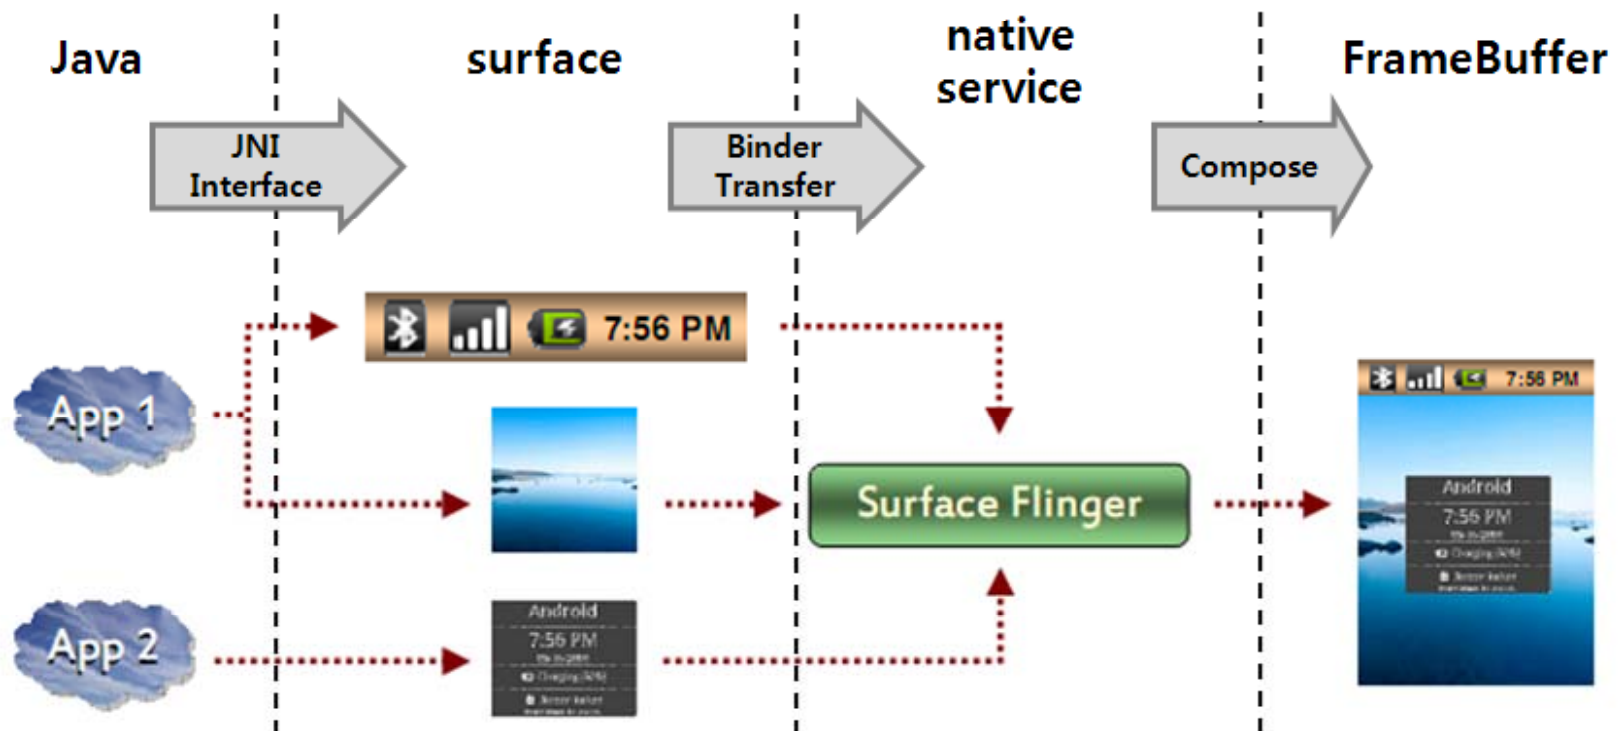 Java
surface
native
service
FrameBuffer
JNI
Interface
Binder
Transfer
Compose
7:56 PM
App 1
7:56 PM
Surface Flinger
Android
7:56 PM
App 2
Android
7:56 PM
Charging